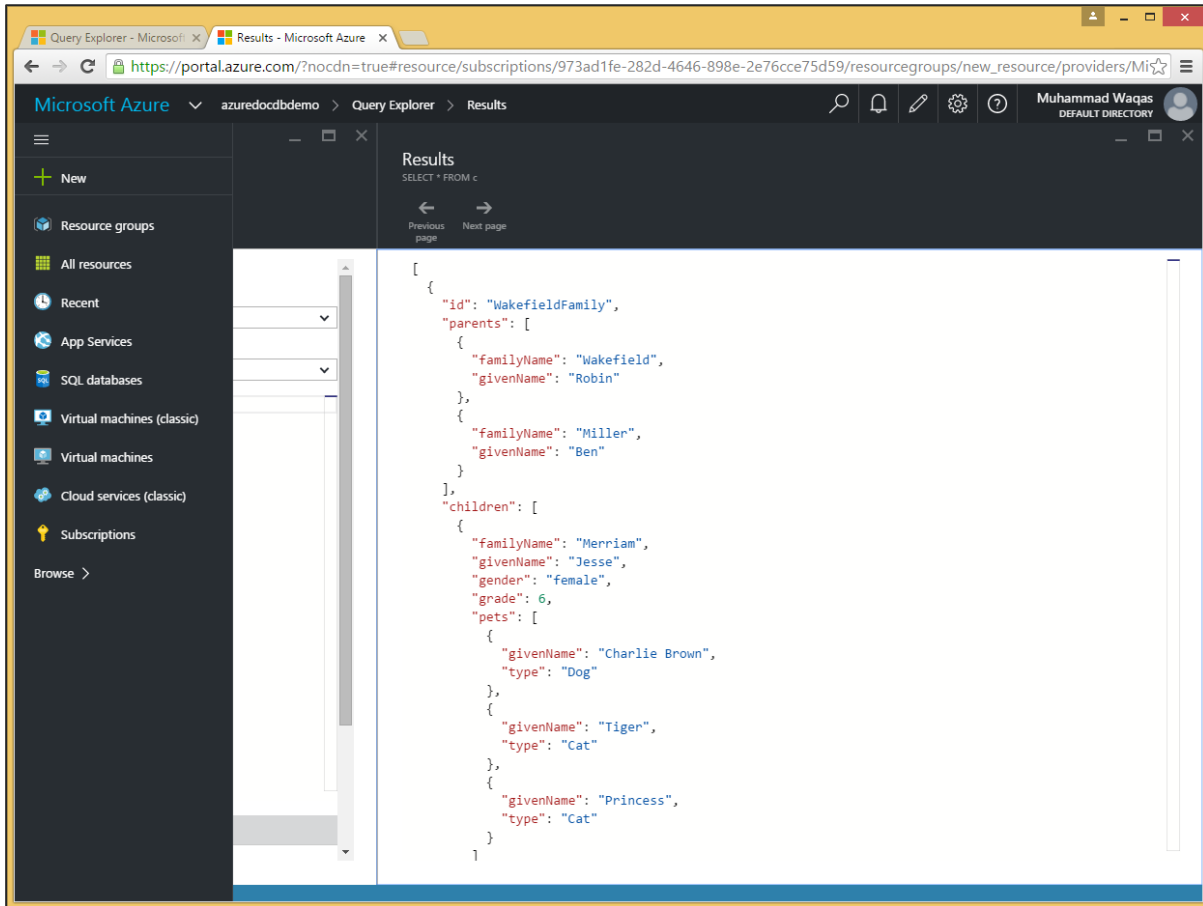 Query Explorer - Microsoft
Results - Microsoft Azure
https://portal.azure.com/?nocdn=true#resource/subscriptions/973ad1fe-282d-4646-898e-2e76cce75d59/resourcegroups/new_resource/providers/Mi
Microsoft Azure azuredocdbdemo > Query Explorer > Results
Muhammad Waqas
DEFAULT DIRECTORY
New
Resource groups
All resources
Recent
App Services
SQL databases
Virtual machines (classic)
Virtual machines
Cloud services (classic)
Subscriptions
Browse >
Results
SELECT * FROM c
Previous page
Next page
[
{
"id": "WakefieldFamily",
"parents": [
{
"familyName": "Wakefield",
"givenName": "Robin"
},
{
"familyName": "Miller",
"givenName": "Ben"
}
],
"children": [
{
"familyName": "Merriam",
"givenName": "Jesse",
"gender": "female",
"grade": 6,
"pets": [
{
"givenName": "Charlie Brown",
"type": "Dog"
},
{
"givenName": "Tiger",
"type": "Cat"
},
{
"givenName": "Princess",
"type": "Cat"
}
]